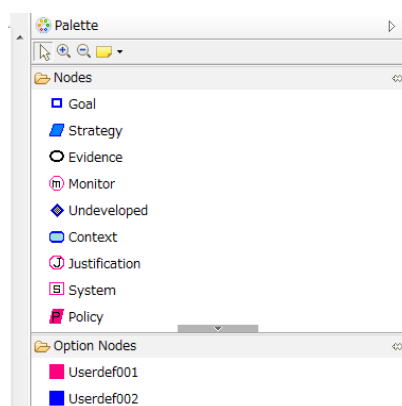 Palette
Nodes
Goal
Strategy
Evidence
m Monitor
Undeveloped
Context
J Justification
S System
P Policy
Option Nodes
Userdef001
Userdef002